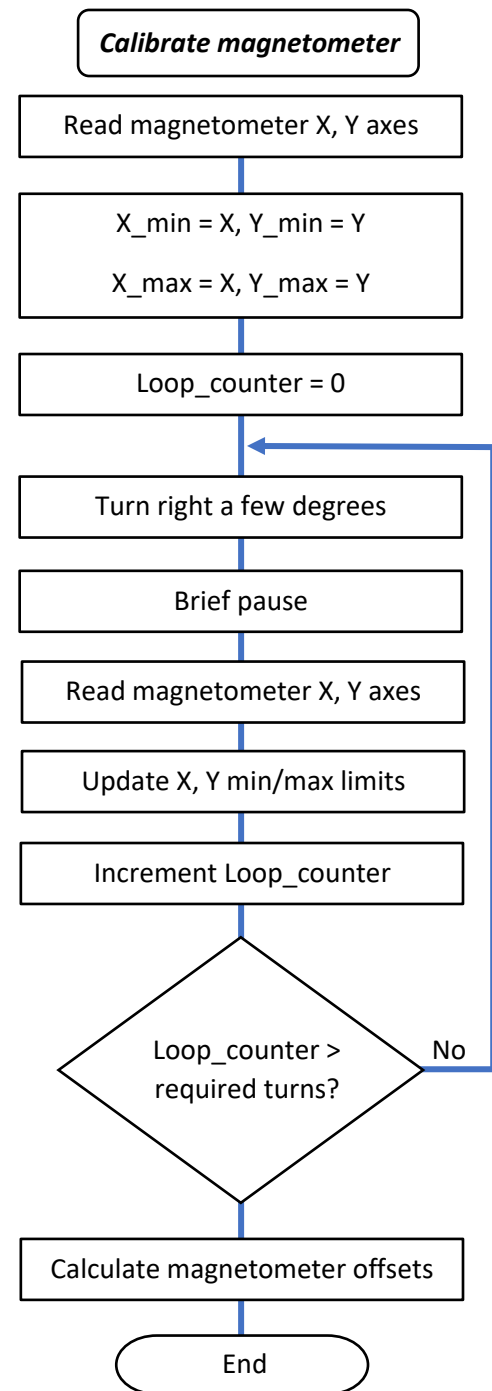 Calibrate magnetometer
Read magnetometer X, Y axes
X_min = X, Y_min = Y
X_max = X, Y_max = Y
Loop_counter = 0
Turn right a few degrees
Brief pause
Read magnetometer X, Y axes
Update X, Y min/max limits
Increment Loop_counter
Loop_counter >
required turns?
No
Calculate magnetometer offsets
End